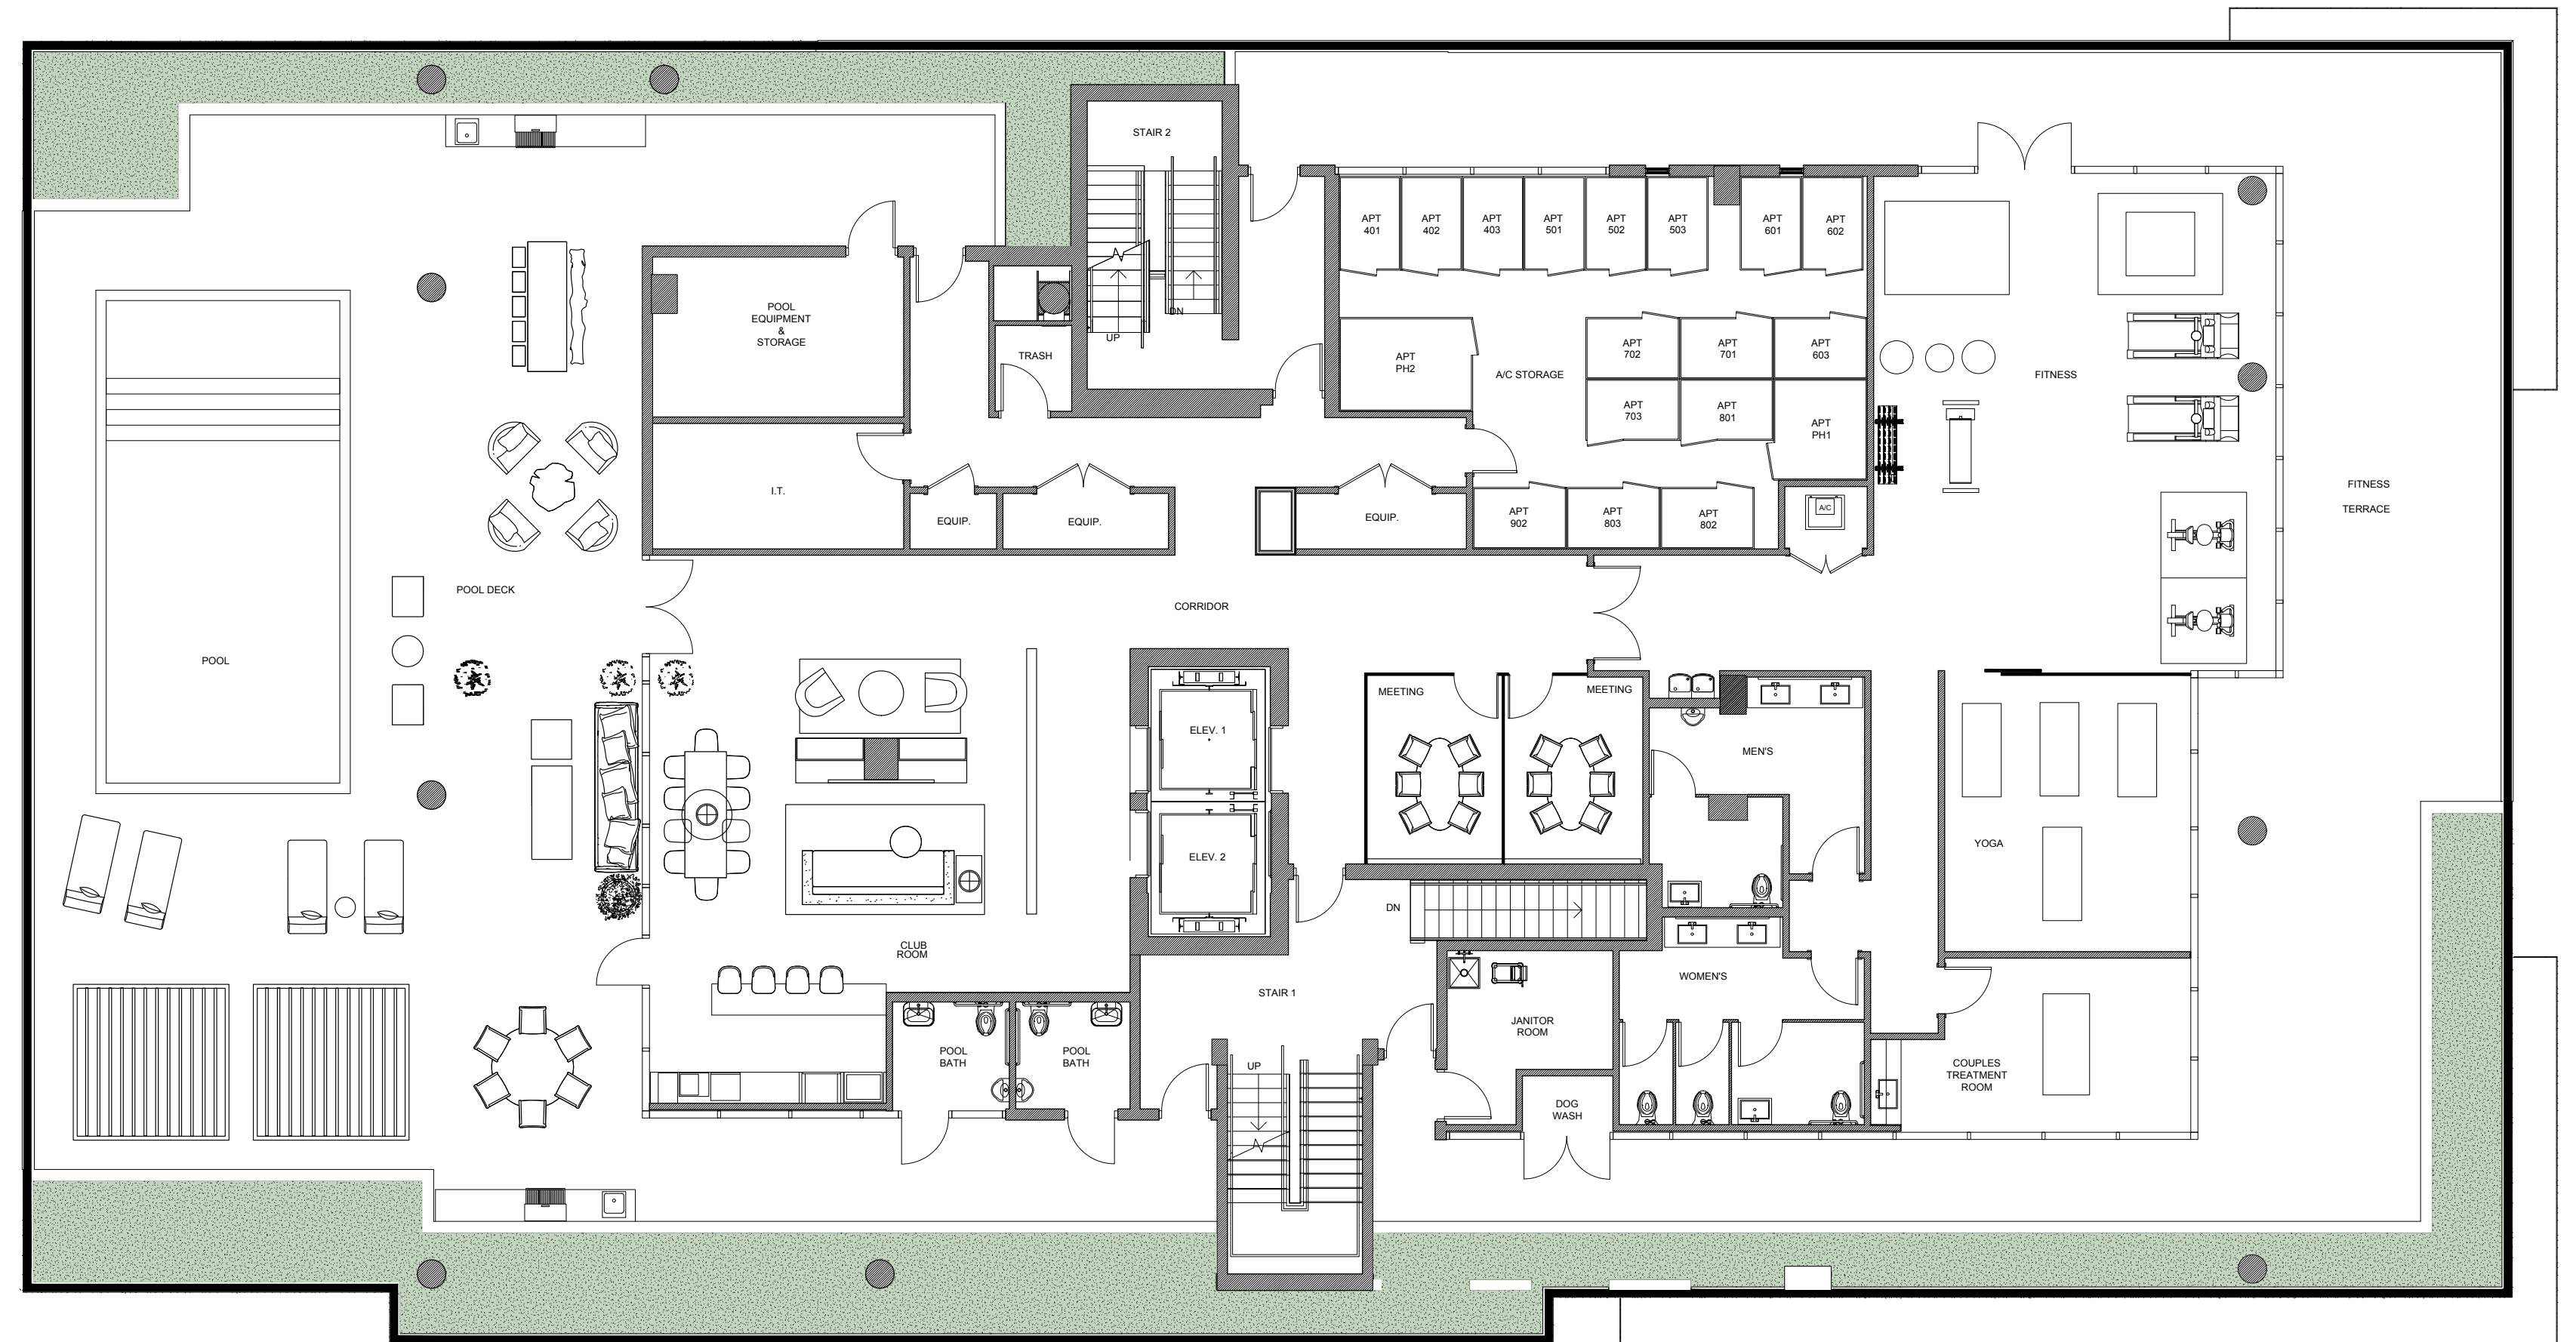 STAIR 2
APT
401
APT
402
APT
403
APT
501
APT
502
APT
503
APT
601
APT
602
POOL
EQUIPMENT
&
STORAGE
DN
UP
TRASH
APT
PH2
A/C STORAGE
APT
702
APT
701
APT
603
FITNESS
APT
703
APT
801
APT
PH1
I.T.
EQUIP.
EQUIP.
EQUIP.
APT
902
APT
803
APT
802
A/C
FITNESS
TERRACE
POOL DECK
CORRIDOR
POOL
MEETING
MEETING
ELEV. 1
MEN'S
ELEV. 2
YOGA
DN
CLUB
ROOM
STAIR 1
WOMEN'S
JANITOR
ROOM
POOL
BATH
POOL
BATH
UP
COUPLES
TREATMENT
ROOM
DOG
WASH